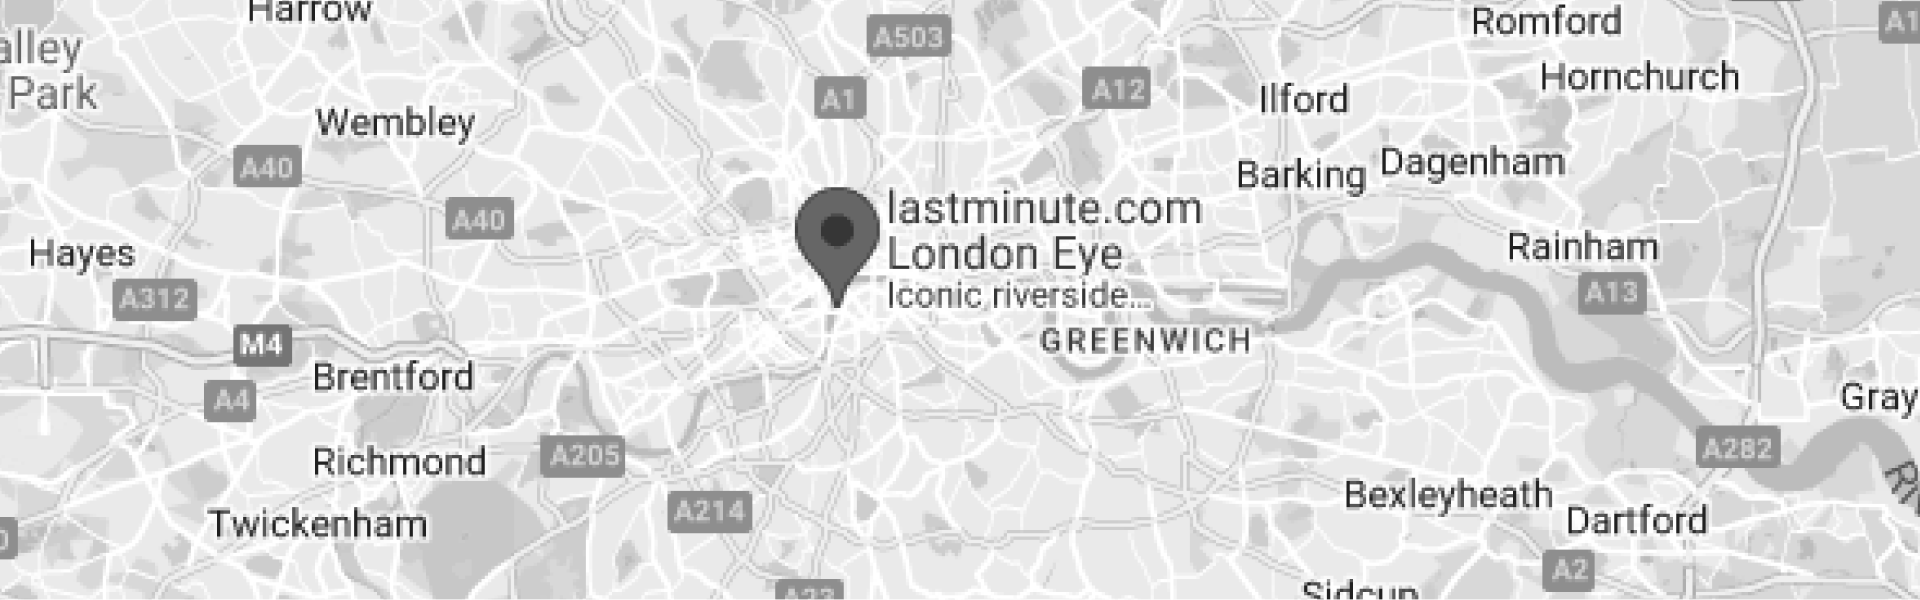 Harrow
A503
Romford
A1
alley
Park
Hornchurch
A12
A1
Ilford
Wembley
A40
Barking
Dagenham
A40
lastminute.com
London Eye
Iconic riverside...
Hayes
Rainham
A312
A13
M4
GREENWICH
Brentford
A4
Gray
Richmond
A205
A282
Bexleyheath
A214
Twickenham
Dartford
A2
Sidcup
A23